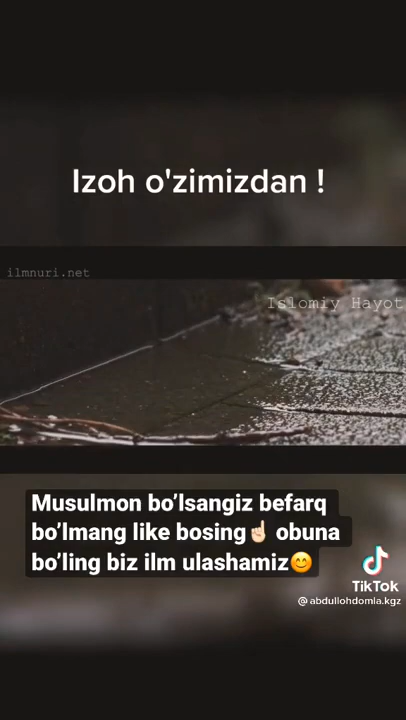 Izoh o'zimizdan !
ilmnuri.net
Islomiy Hayot
Musulmon bo’lsangiz befarq
bo’lmang like bosing☝🏻 obuna
bo’ling biz ilm ulashamiz😊
TikTok
@abdullohdomla.kgz